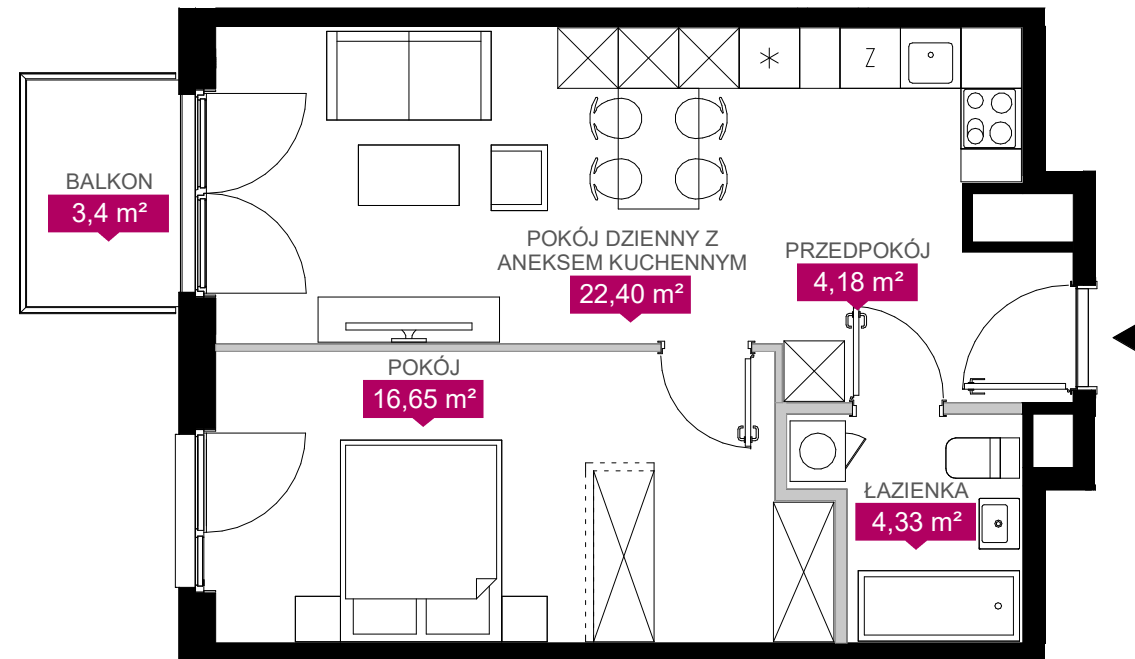 BALKON
3,4 m²
POKÓJ DZIENNY Z
ANEKSEM KUCHENNYM
22,40 m²
PRZEDPOKÓJ
4,18 m²
POKÓJ
16,65 m²
ŁAZIENKA
4,33 m²
Z